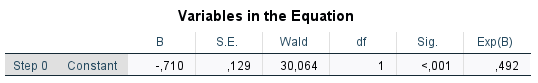 Variables in the Equation
B S.E. Wald df Sig. Exp(B)
Step 0 Constant -,710 ,129 30,064 1 <,001 ,492